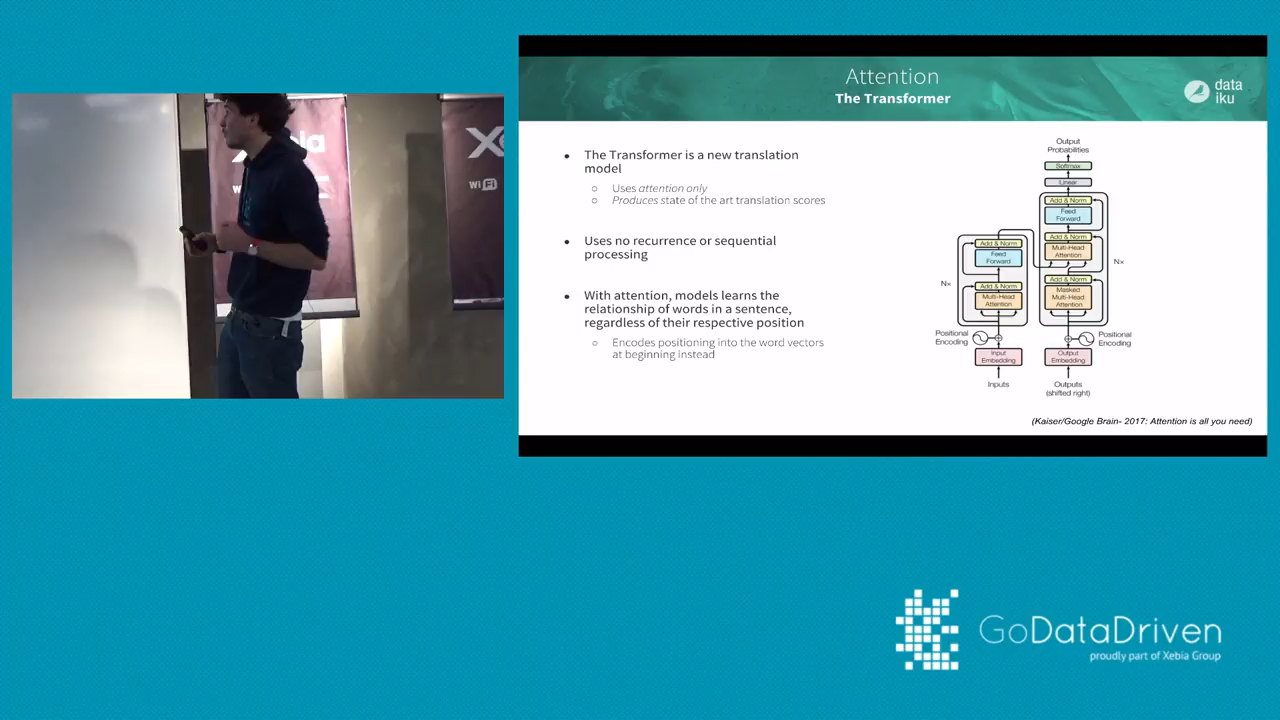 Attention
The Transformer
data
iku
The Transformer is a new translation
model
Uses attention only
Produces state of the art translation scores
Uses no recurrence or sequential
processing
With attention, models learns the
relationship of words in a sentence,
regardless of their respective position
Encodes positioning into the word vectors
at beginning instead
Output
Probabilities
Softmax
Linear
Add & Norm
Feed
Forward
Add & Norm
Multi-Head
Attention
Add & Norm
Masked
Multi-Head
Attention
Nx
Add & Norm
Feed
Forward
Add & Norm
Multi-Head
Attention
Nx
Positional
Encoding
Positional
Encoding
Input
Embedding
Output
Embedding
Inputs
Outputs
(shifted right)
(Kaiser/Google Brain- 2017: Attention is all you need)
WiFi
GoDataDriven
proudly part of Xebia Group